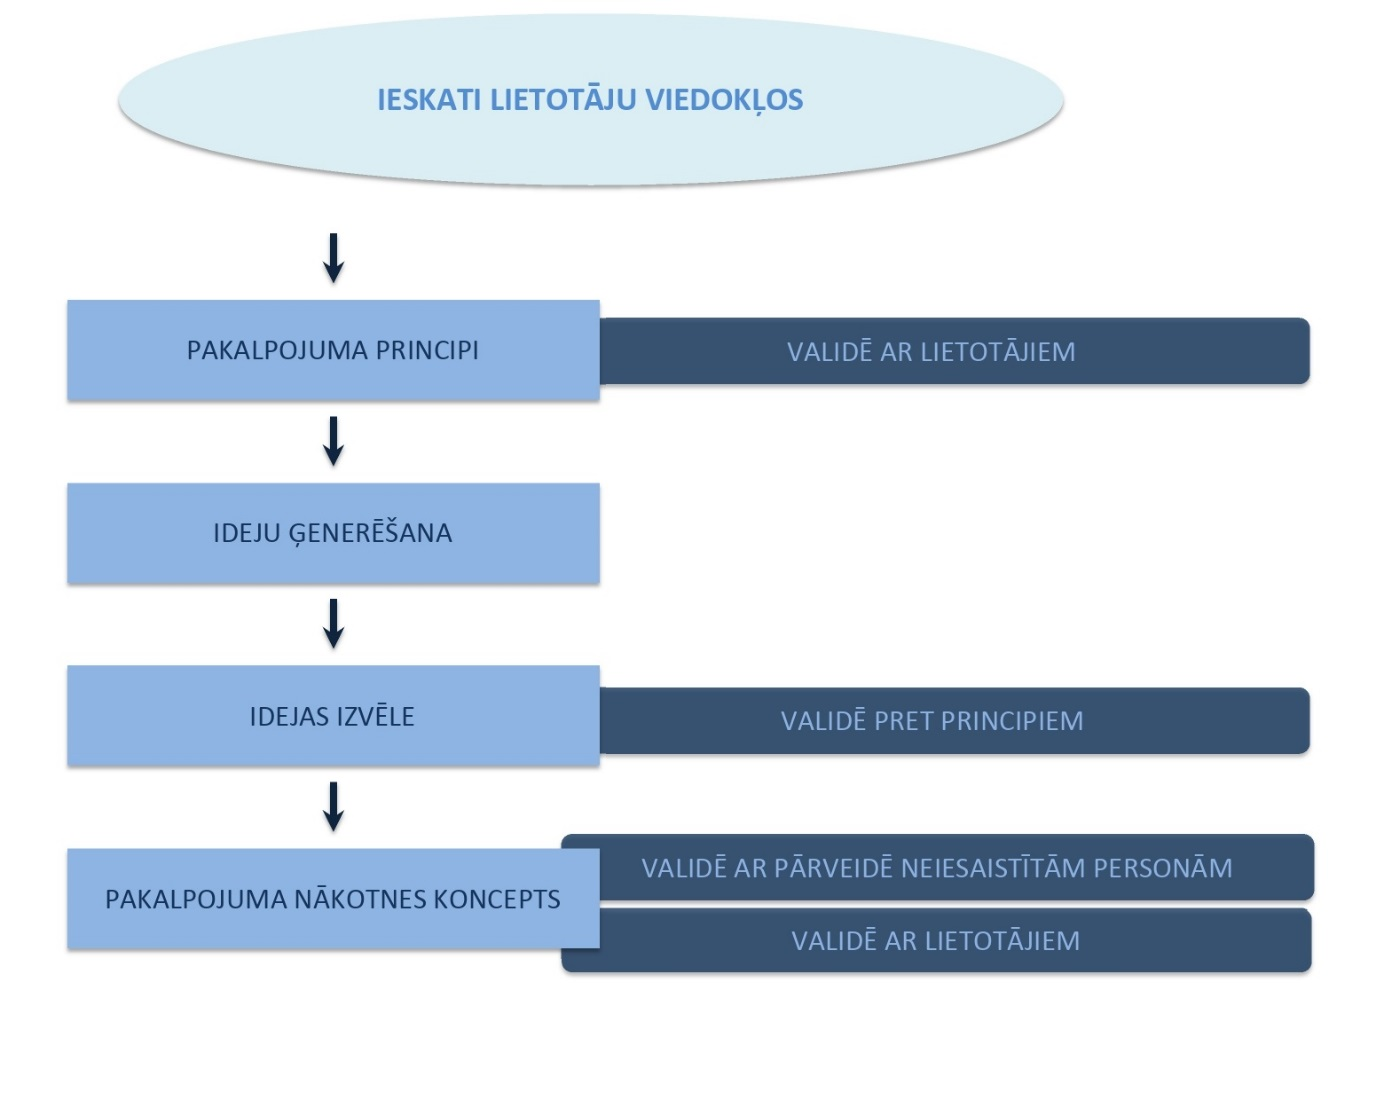 IESKATI LIETOTĀJU VIEDOKĻOS
PAKALPOJUMA PRINCIPI
VALIDĒ AR LIETOTĀJIEM
IDEJU ĢENERĒŠANA
IDEJAS IZVĒLE
VALIDĒ PRET PRINCIPIEM
PAKALPOJUMA NĀKOTNES KONCEPTS
VALIDĒ AR PĀRVEIDĒ NEIESAISTĪTĀM PERSONĀM
VALIDĒ AR LIETOTĀJIEM